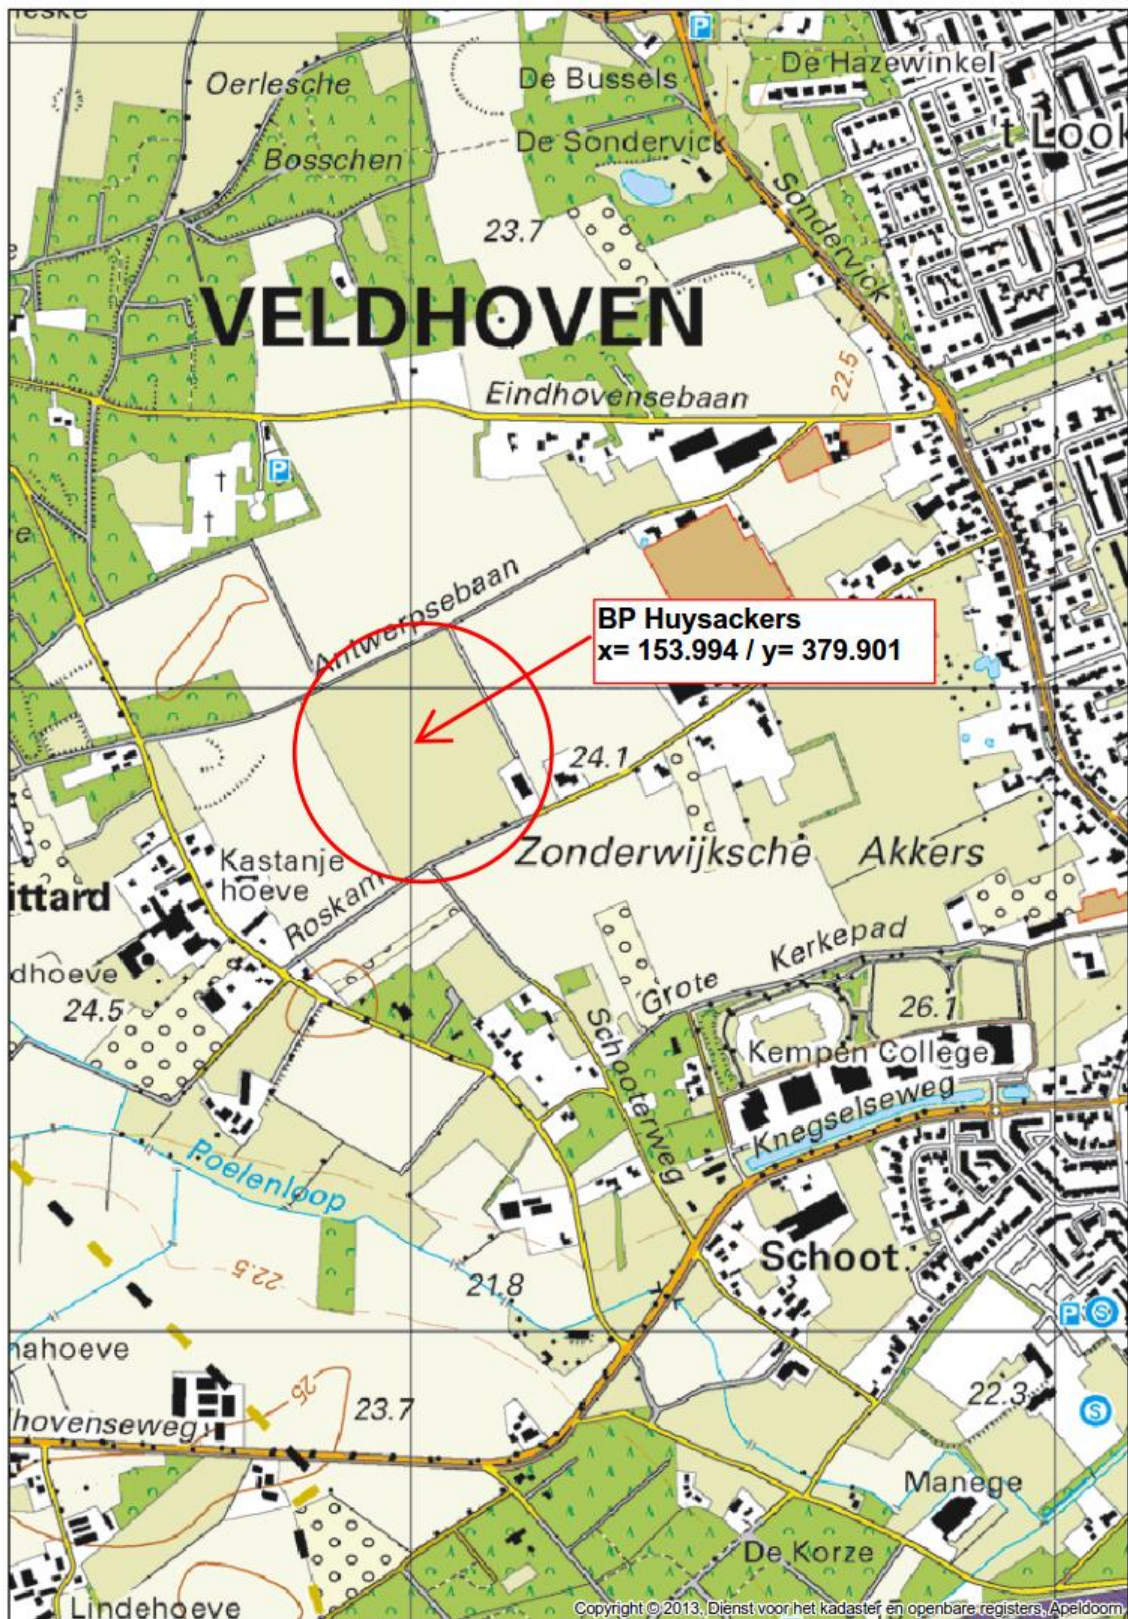 Oerlesche
Bosschen
De Bussels
De Sondervick
De Hazewinkel
't Look
P
Sondervick
23.7
VELDHOVEN
Eindhovensebaan
22.5
P
Antwerpsebaan
BP Huysackers
x= 153.994 / y= 379.901
24.1
Zonderwijksche Akkers
Kastanje
hoeve
Roskam
ittard
dhoeve
24.5
Grote Kerkepad
26.1
Schooterweg
Kempen College
Knegselseweg
Poelenloop
22.5
21.8
Schoot
P S
nahoeve
25
23.7
lhovenseweg
22.3
S
Manege
De Korze
Lindehoeve
Copyright © 2013, Dienst voor het kadaster en openbare registers, Apeldoorn